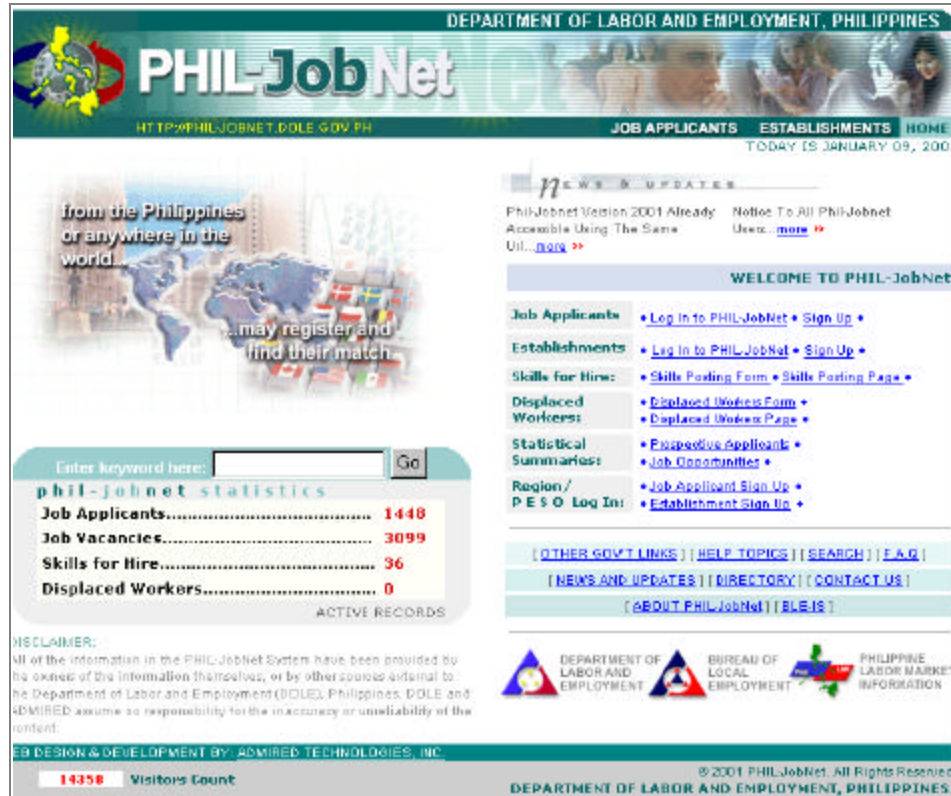 DEPARTMENT OF LABOR AND EMPLOYMENT, PHILIPPINES
PHIL-JobNet
HTTP://PHIL-JOBNET.DOLE.GOV.PH
JOB APPLICANTS ESTABLISHMENTS HOME
TODAY IS JANUARY 09, 200
from the Philippines
or anywhere in the
world...
...may register and
find their match
NEWS & UPDATES
Phil-Jobnet Version 2001 Already
Accessible Using The Same
Url...more »
Notice To All Phil-Jobnet
Users...more »
WELCOME TO PHIL-JobNet
Job Applicants • Log In to PHIL-JobNet • Sign Up •
Establishments • Log In to PHIL-JobNet • Sign Up •
Skills for Hire: • Skills Posting Form • Skills Posting Page •
Displaced • Displaced Workers Form •
Workers: • Displaced Workers Page •
Statistical • Prospective Applicants •
Summaries: • Job Opportunities •
Region/ • Job Applicant Sign Up •
P E S O Log In: • Establishment Sign Up •
Enter keyword here: Go
phil-jobnet statistics
Job Applicants........................................ 1448
Job Vacancies......................................... 3099
Skills for Hire........................................ 36
Displaced Workers................................. 0
ACTIVE RECORDS
[ OTHER GOV'T LINKS ] [ HELP TOPICS ] [ SEARCH ] [ F.A.Q ]
[ NEWS AND UPDATES ] [ DIRECTORY ] [ CONTACT US ]
[ ABOUT PHIL-JobNet ] [ BLE-IS ]
DEPARTMENT OF
LABOR AND
EMPLOYMENT
BUREAU OF
LOCAL
EMPLOYMENT
PHILIPPINE
LABOR MARKET
INFORMATION
DISCLAIMER:
All of the information in the PHIL-JobNet System have been provided by
the owners of the information themselves, or by other sources external to
the Department of Labor and Employment (DOLE), Philippines. DOLE and
ADMIRED assume no responsibility for the inaccuracy or unreliability of the
content.
EB DESIGN & DEVELOPMENT BY: ADMIRED TECHNOLOGIES, INC.
14358 Visitors Count
© 2001 PHIL-JobNet. All Rights Reserve
DEPARTMENT OF LABOR AND EMPLOYMENT, PHILIPPINES